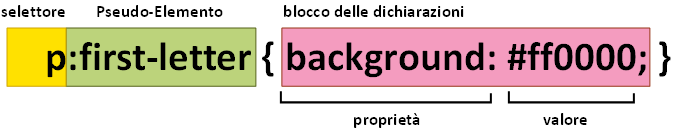 selettore Pseudo-Elemento blocco delle dichiarazioni
p:first-letter { background: #ff0000; }
proprietà valore